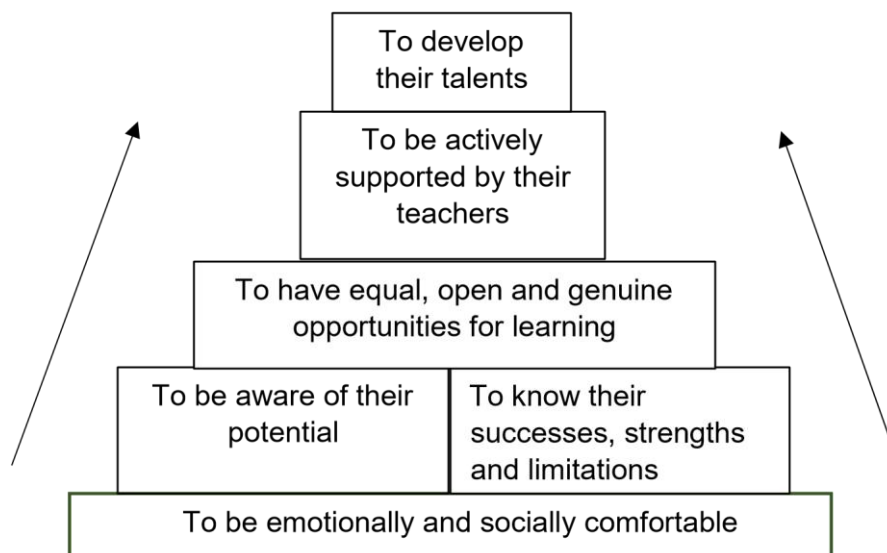 To develop
their talents
To be actively
supported by their
teachers
To have equal, open and genuine
opportunities for learning
To be aware of their
potential
To know their
successes, strengths
and limitations
To be emotionally and socially comfortable